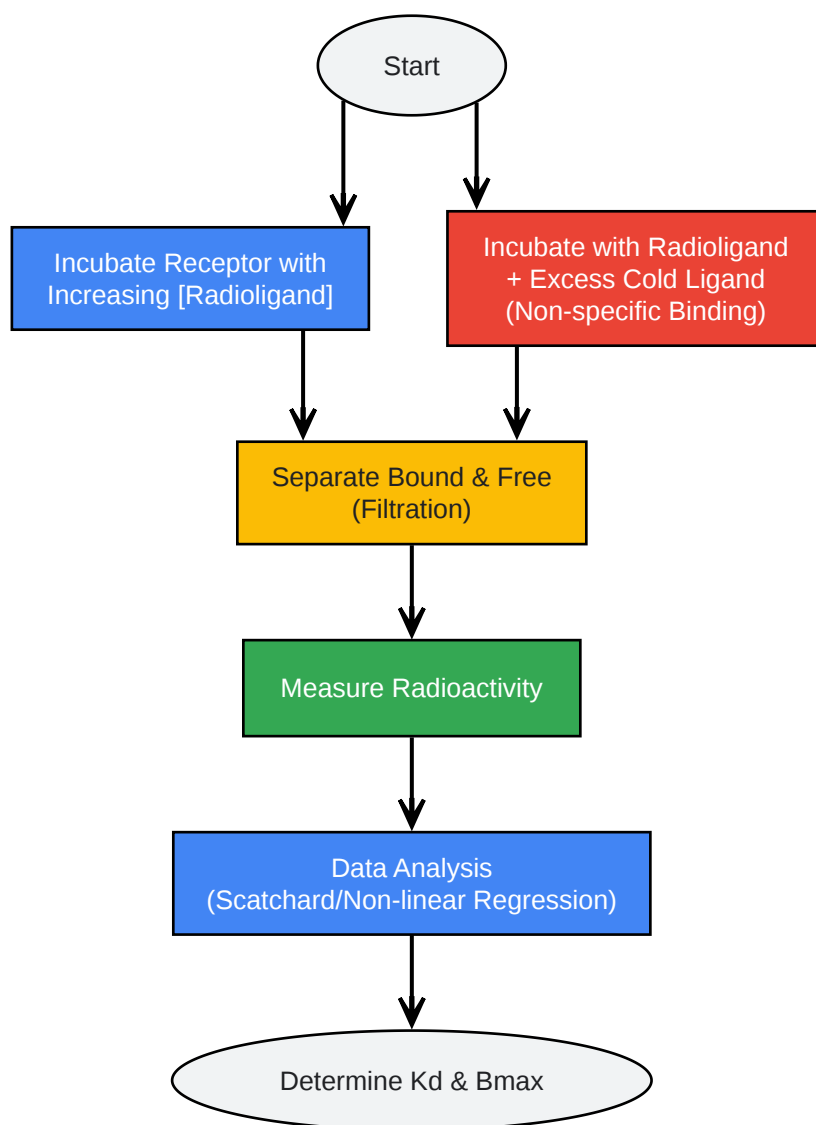 Start
Incubate Receptor with
Increasing [Radioligand]
Incubate with Radioligand
+ Excess Cold Ligand
(Non-specific Binding)
Separate Bound & Free
(Filtration)
Measure Radioactivity
Data Analysis
(Scatchard/Non-linear Regression)
Determine Kd & Bmax